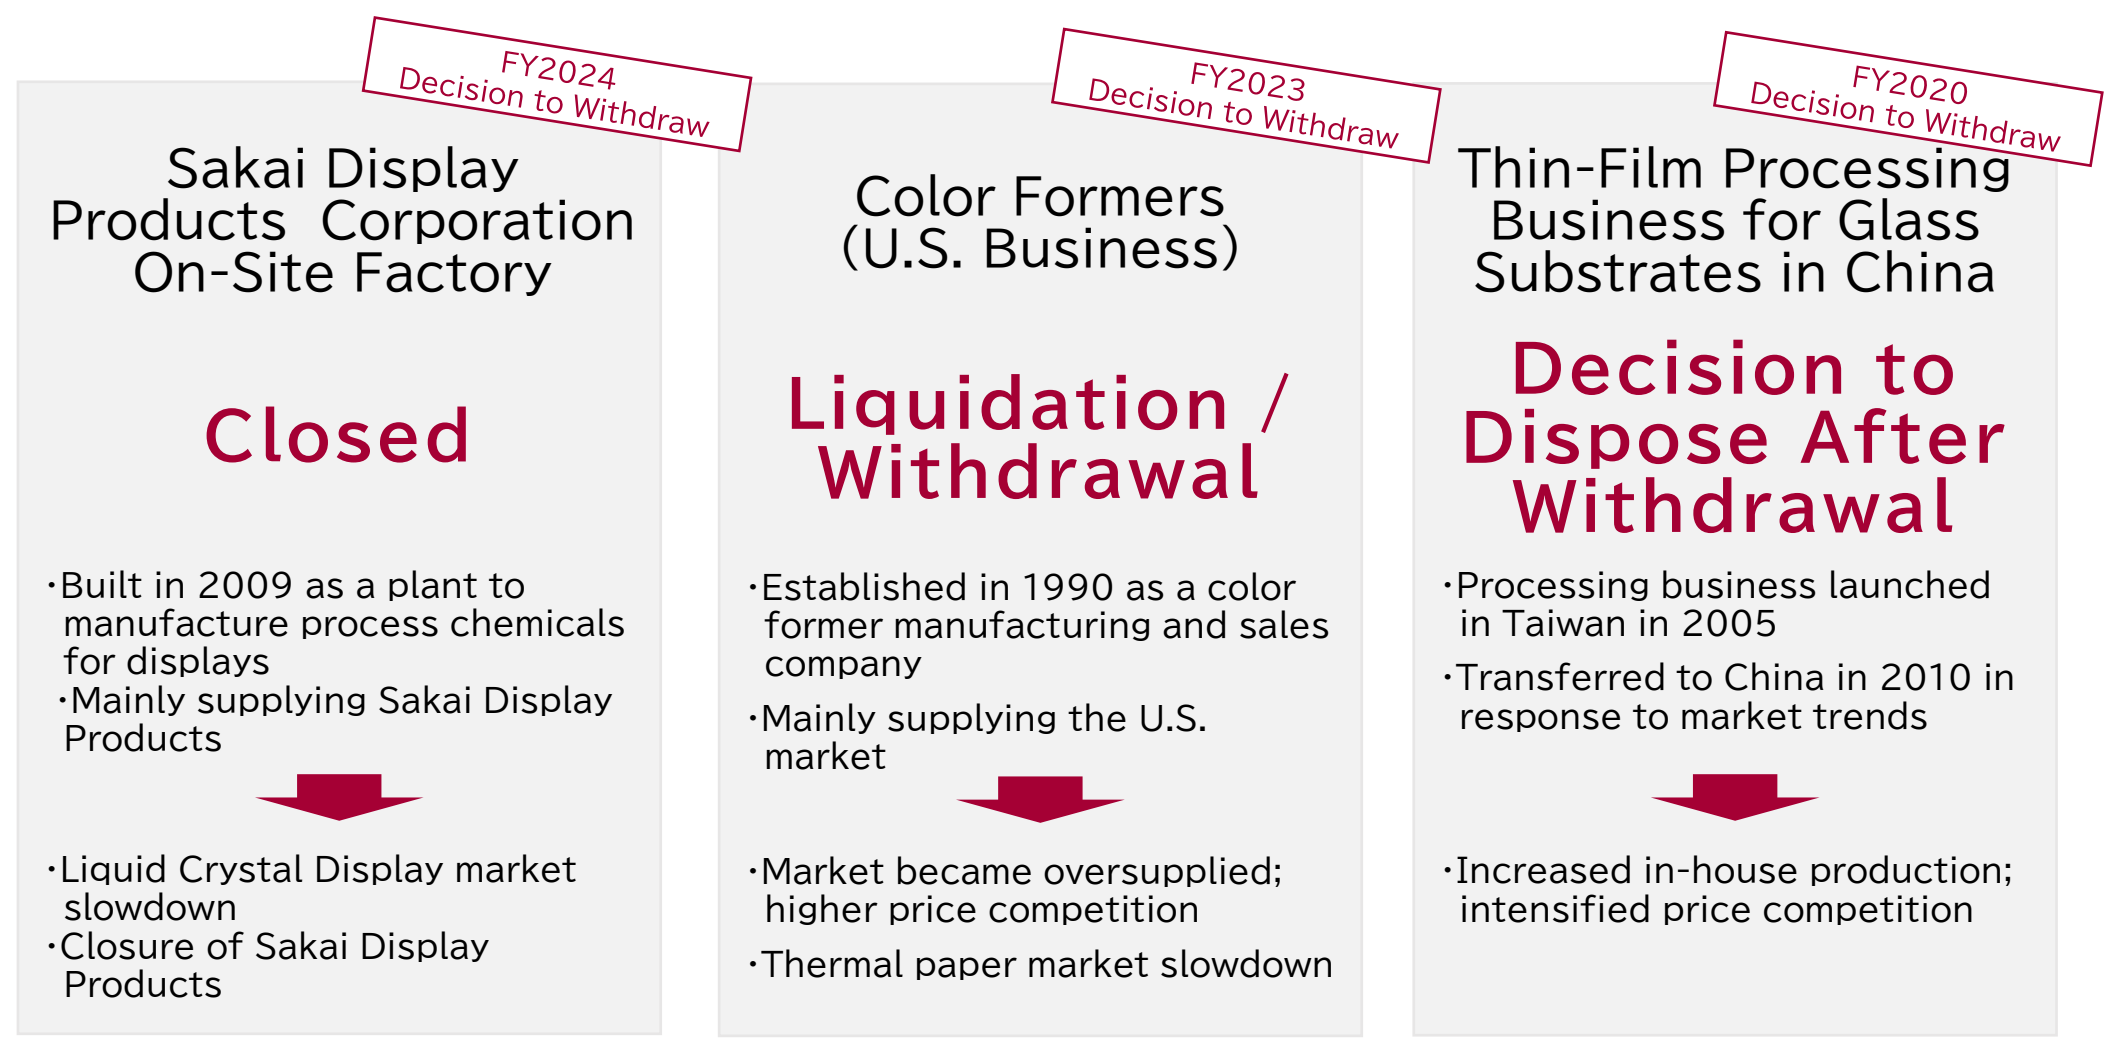 FY2024
Decision to Withdraw
Sakai Display
Products Corporation
On-Site Factory
Closed
・Built in 2009 as a plant to
manufacture process chemicals
for displays
・Mainly supplying Sakai Display
Products
・Liquid Crystal Display market
slowdown
・Closure of Sakai Display
Products
FY2023
Decision to Withdraw
Color Formers
(U.S. Business)
Liquidation /
Withdrawal
・Established in 1990 as a color
former manufacturing and sales
company
・Mainly supplying the U.S.
market
・Market became oversupplied;
higher price competition
・Thermal paper market slowdown
FY2020
Decision to Withdraw
Thin-Film Processing
Business for Glass
Substrates in China
Decision to
Dispose After
Withdrawal
・Processing business launched
in Taiwan in 2005
・Transferred to China in 2010 in
response to market trends
・Increased in-house production;
intensified price competition